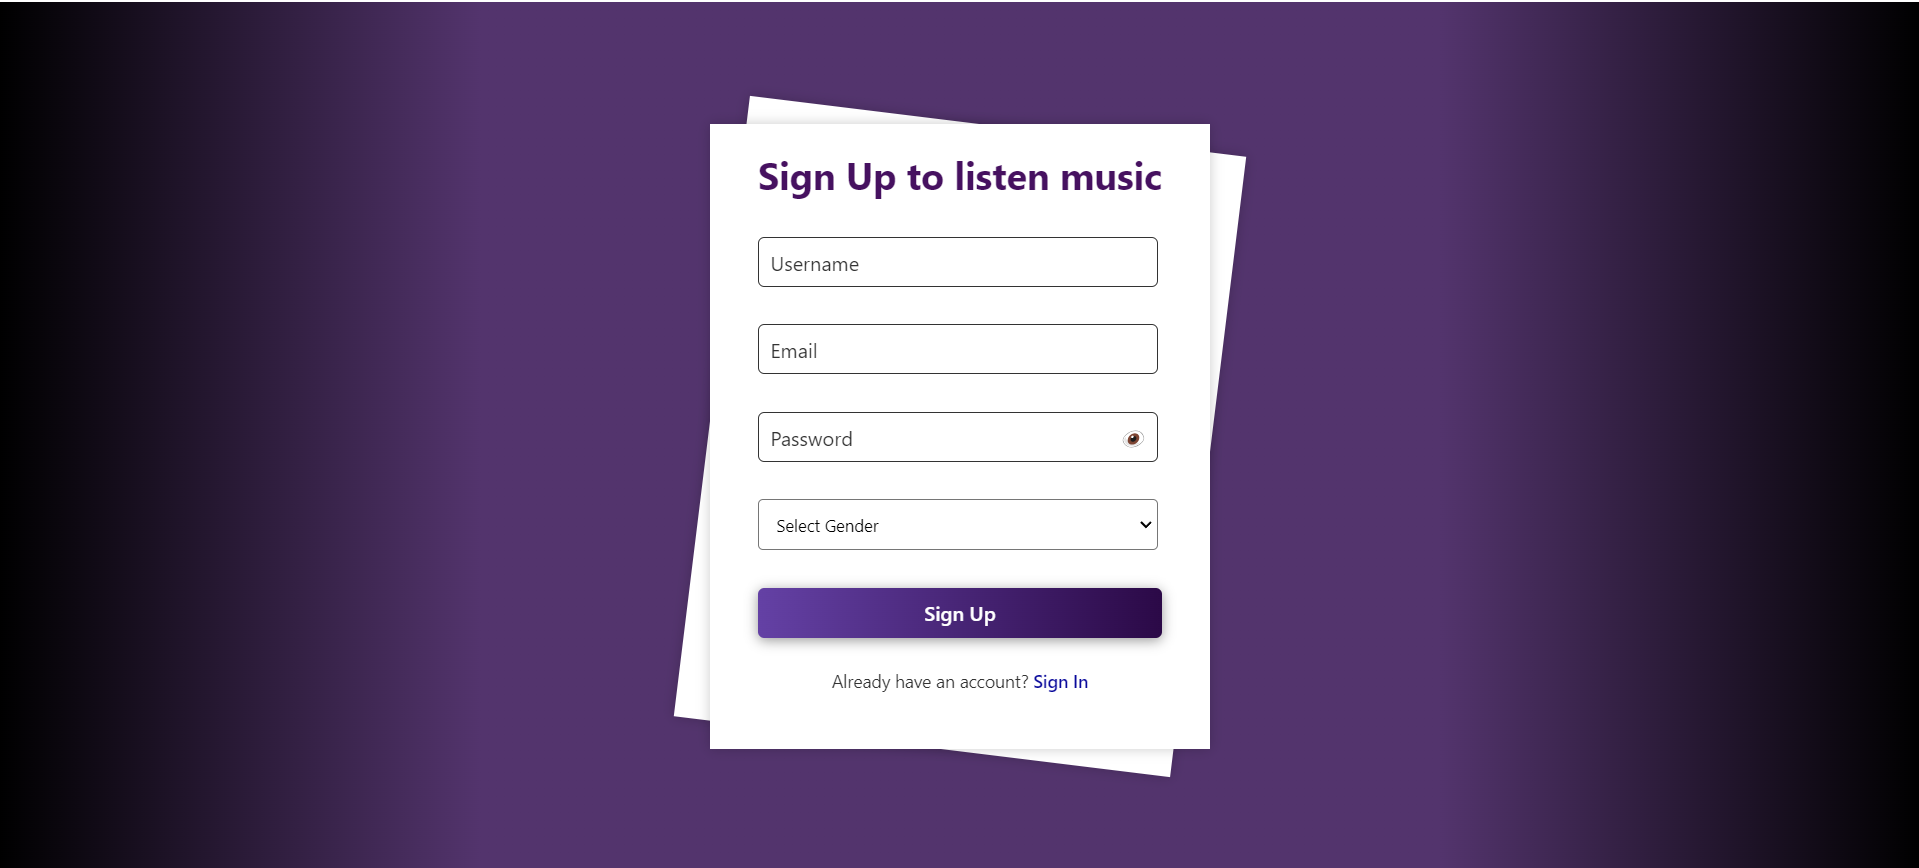 Sign Up to listen music
Username
Email
Password
Select Gender
Sign Up
Already have an account? Sign In